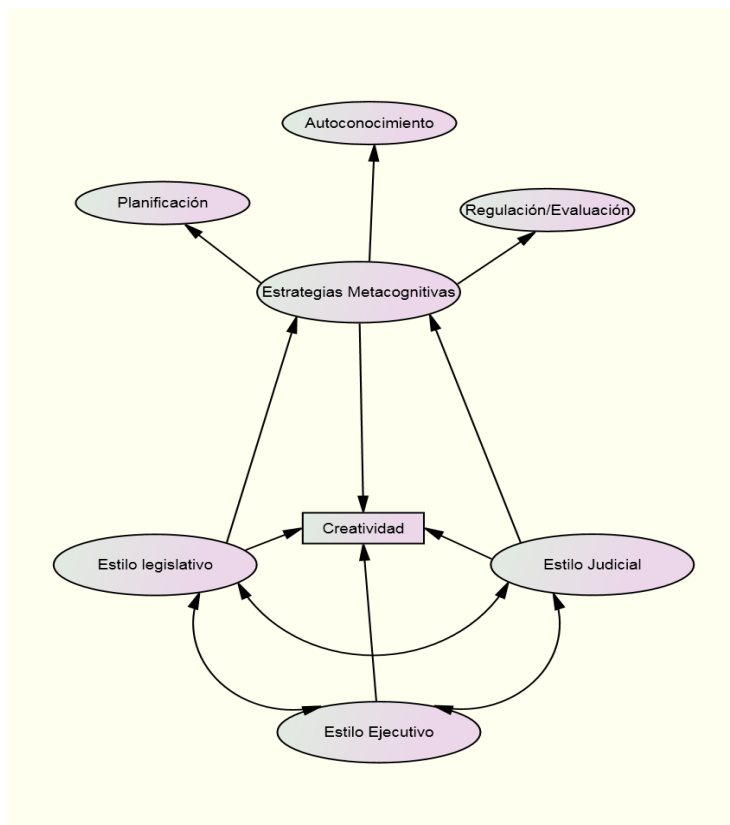 Autoconocimiento
Planificación
Regulación/Evaluación
Estrategias Metacognitivas
Creatividad
Estilo legislativo
Estilo Judicial
Estilo Ejecutivo